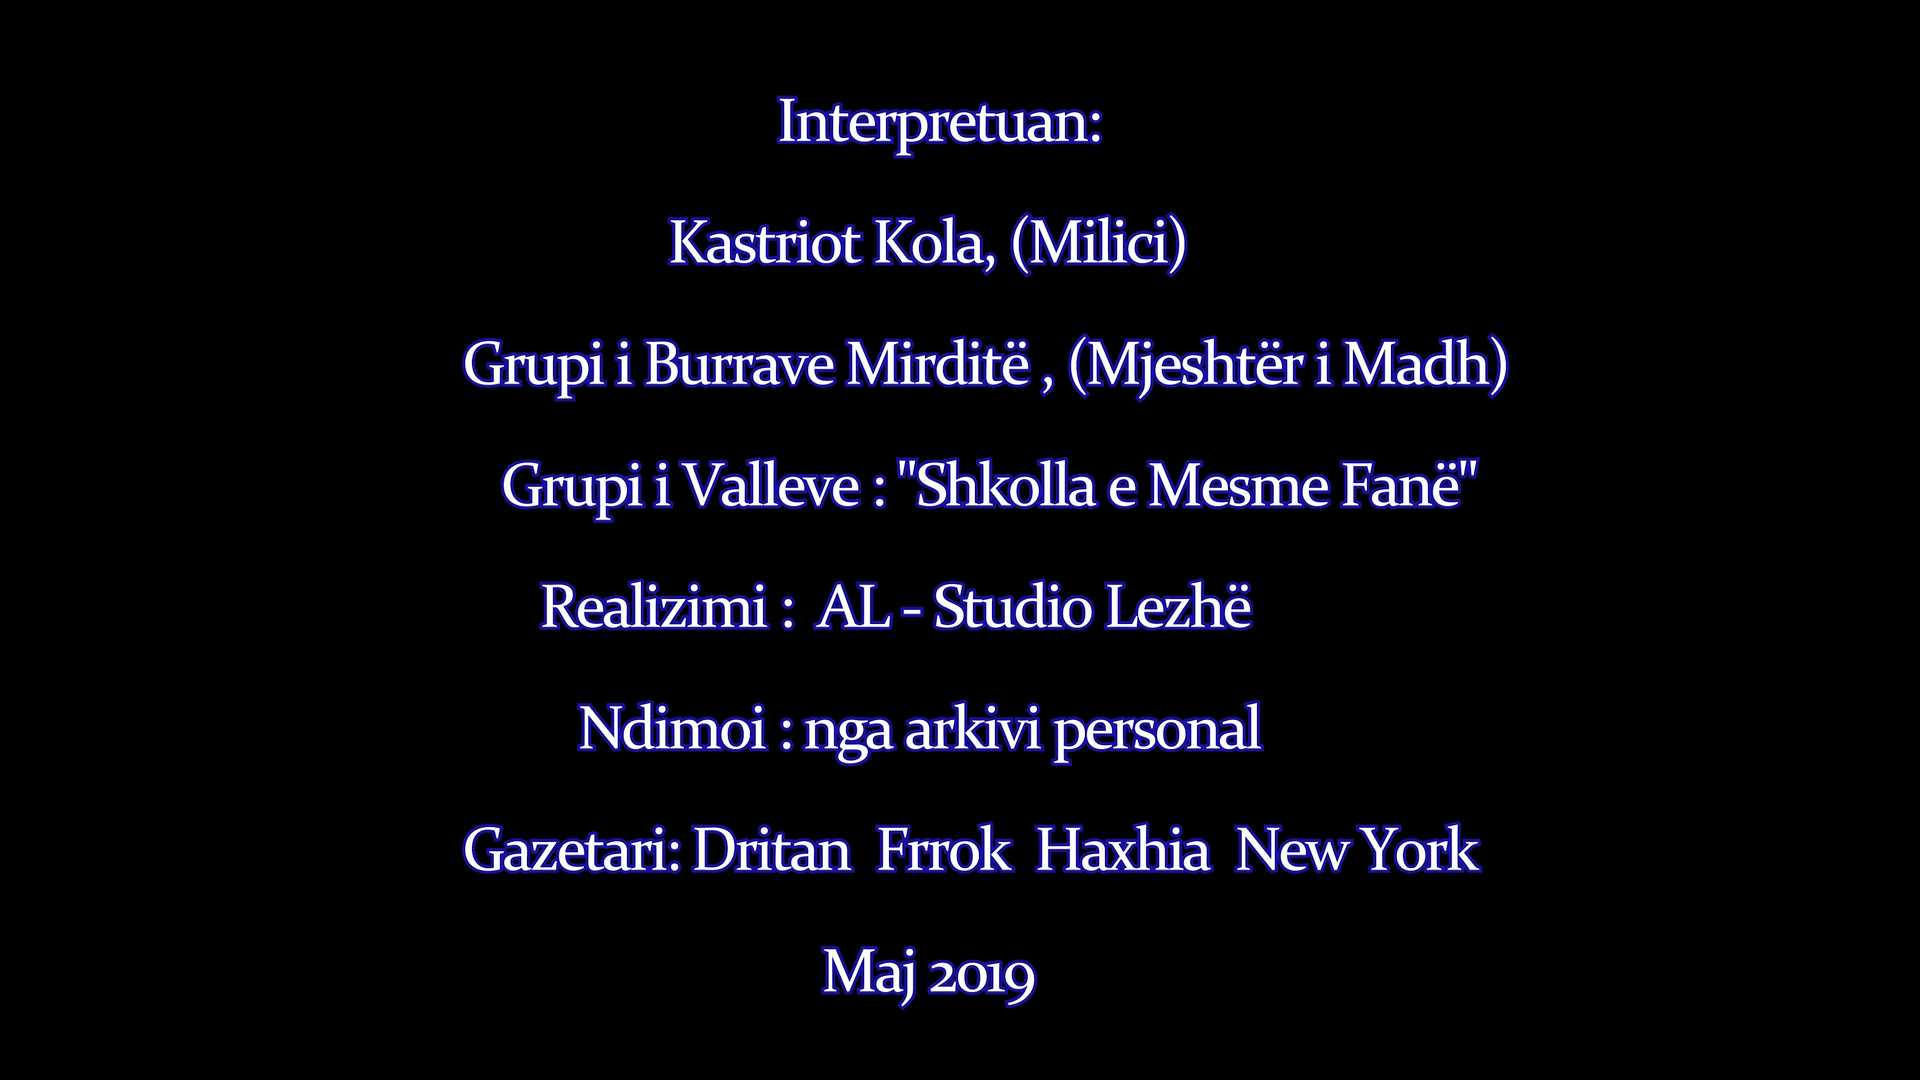 Interpretuan:
Kastriot Kola, (Milici)
Grupi i Burrave Mirditë , (Mjeshtër i Madh)
Grupi i Valleve : "Shkolla e Mesme Fanë"
Realizimi :  AL - Studio Lezhë
Ndimoi : nga arkivi personal
Gazetari: Dritan  Frrok  Haxhia  New York
Maj 2019